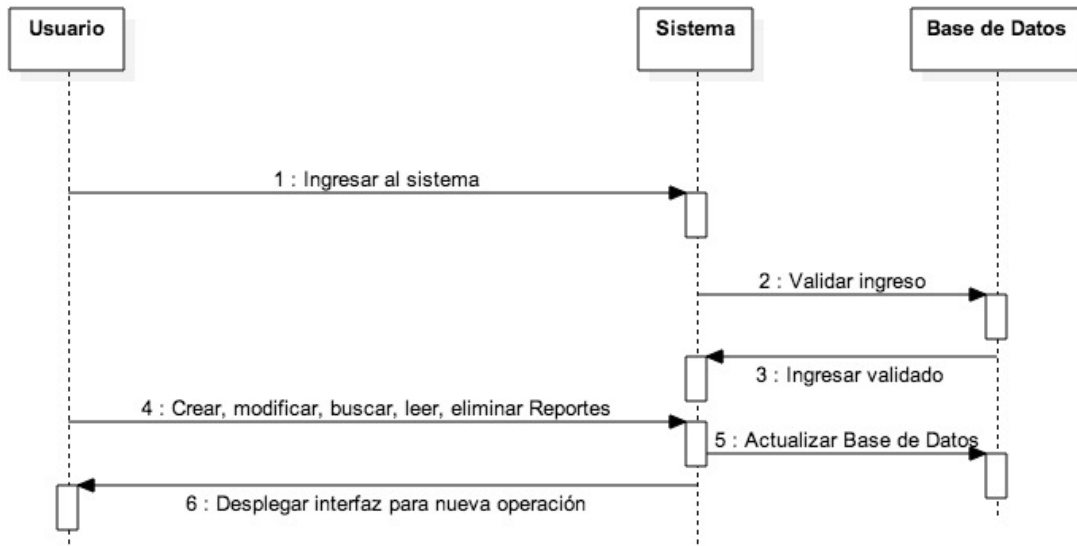 Usuario
Sistema
Base de Datos
1 : Ingresar al sistema
2 : Validar ingreso
3 : Ingresar validado
4 : Crear, modificar, buscar, leer, eliminar Reportes
5 : Actualizar Base de Datos
6 : Desplegar interfaz para nueva operación